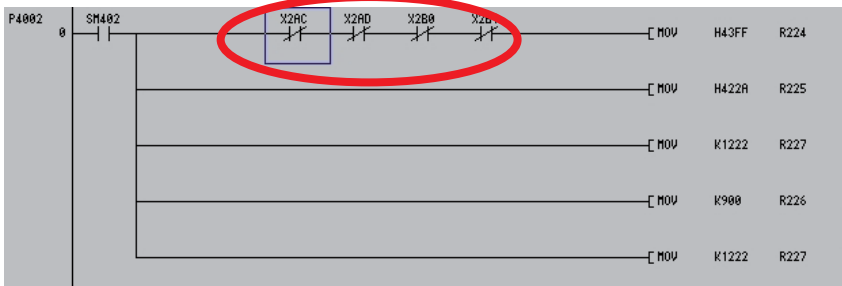 P4002 SM402 X2AC X2AD X2B0
0 [ MOV H43FF R224
[ MOV H422A R225
[ MOV K1222 R227
[ MOV K900 R226
[ MOV K1222 R227